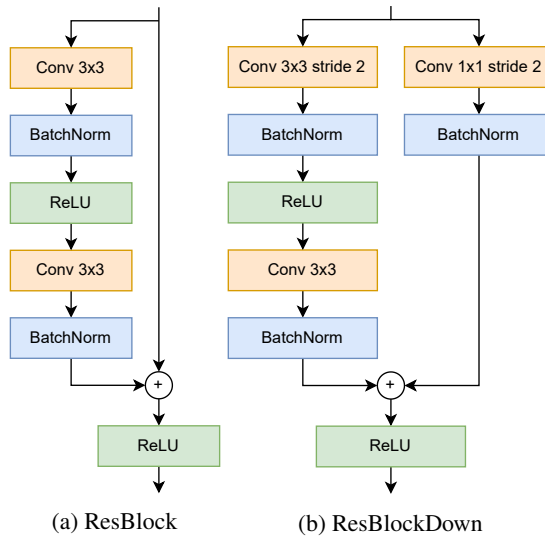 Conv 3x3
BatchNorm
ReLU
Conv 3x3
BatchNorm
+
ReLU
(a) ResBlock
Conv 3x3 stride 2
Conv 1x1 stride 2
BatchNorm
BatchNorm
ReLU
Conv 3x3
BatchNorm
+
ReLU
(b) ResBlockDown